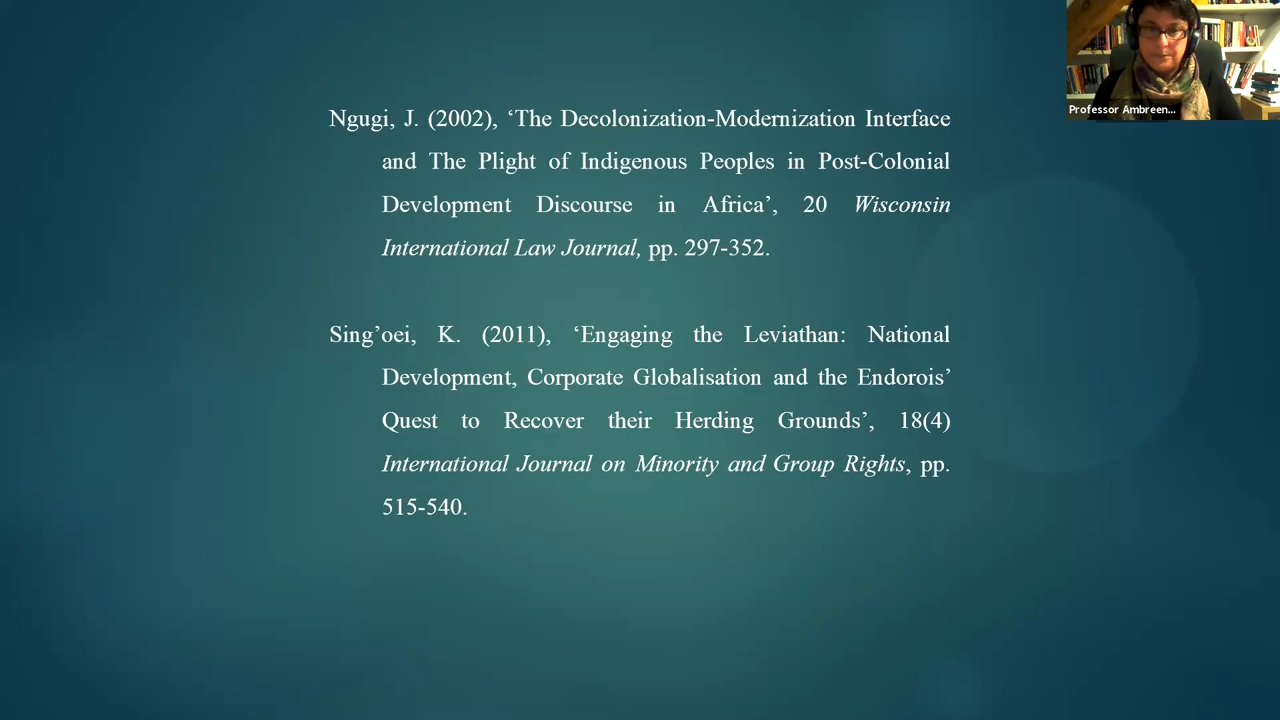 Professor Ambreen...
Ngugi, J. (2002), ‘The Decolonization-Modernization Interface
and The Plight of Indigenous Peoples in Post-Colonial
Development Discourse in Africa’, 20 Wisconsin
International Law Journal, pp. 297-352.
Sing’oei, K. (2011), ‘Engaging the Leviathan: National
Development, Corporate Globalisation and the Endorois’
Quest to Recover their Herding Grounds’, 18(4)
International Journal on Minority and Group Rights, pp.
515-540.